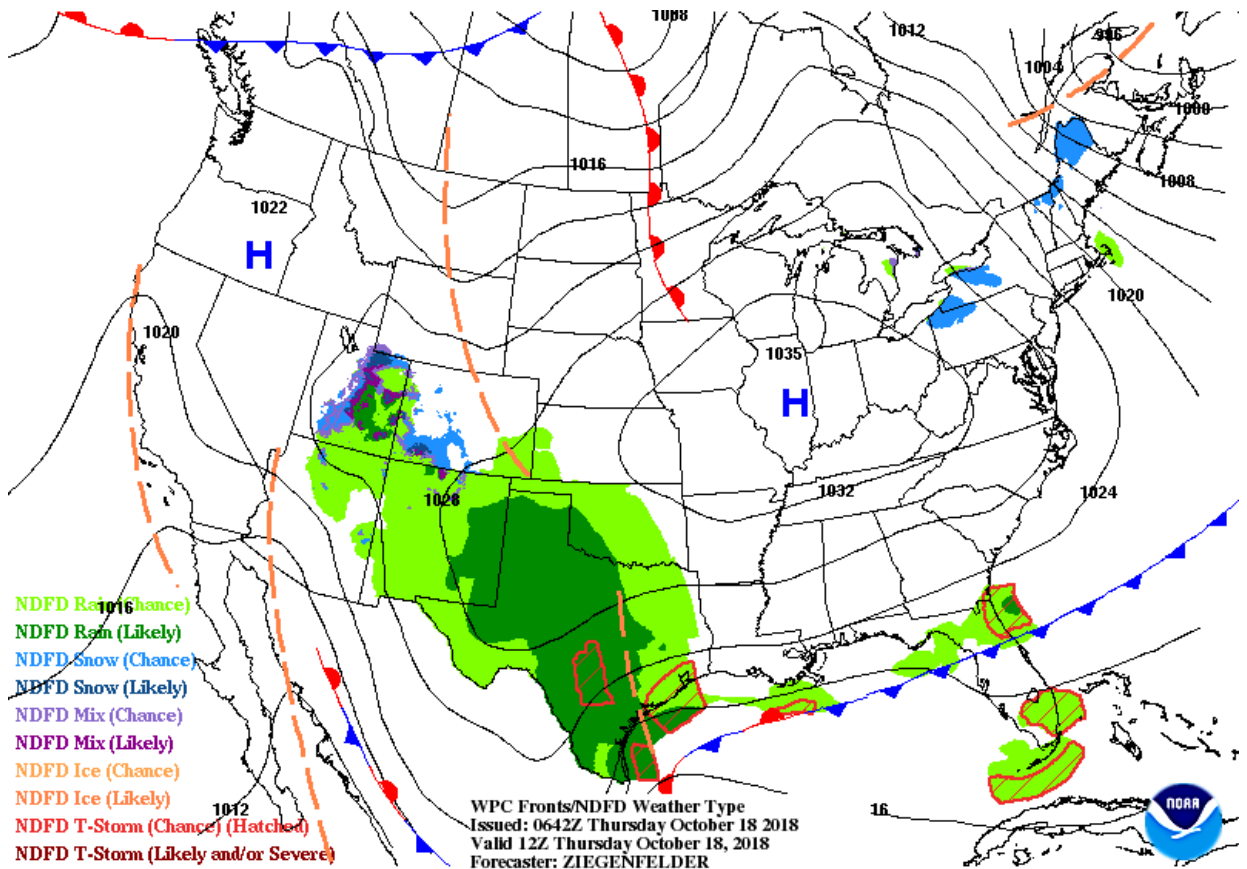 1008
1012
996
1004
1000
1016
1008
1022
H
1020
1020
1035
H
1028
1032
1024
NDFD Rain (Chance)
1016
NDFD Rain (Likely)
NDFD Snow (Chance)
NDFD Snow (Likely)
NDFD Mix (Chance)
NDFD Mix (Likely)
NDFD Ice (Chance)
NDFD Ice (Likely)
NDFD T-Storm (Chance) (Hatched)
NDFD T-Storm (Likely and/or Severe)
1012
16
WPC Fronts/NDFD Weather Type
Issued: 0642Z Thursday October 18 2018
Valid 12Z Thursday October 18, 2018
Forecaster: ZIEGENFELDER
NOAA